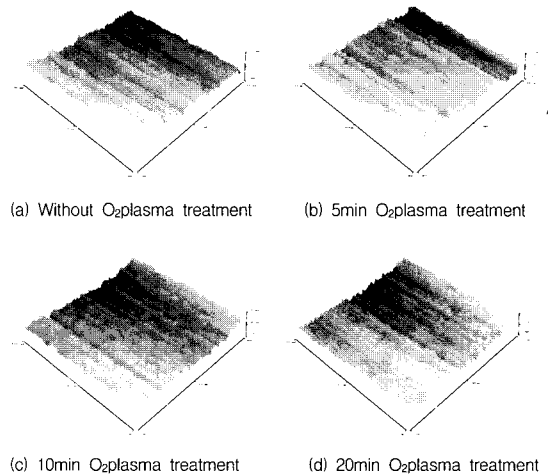 (a) Without O₂plasma treatment
(b) 5min O₂plasma treatment
(c) 10min O₂plasma treatment
(d) 20min O₂plasma treatment